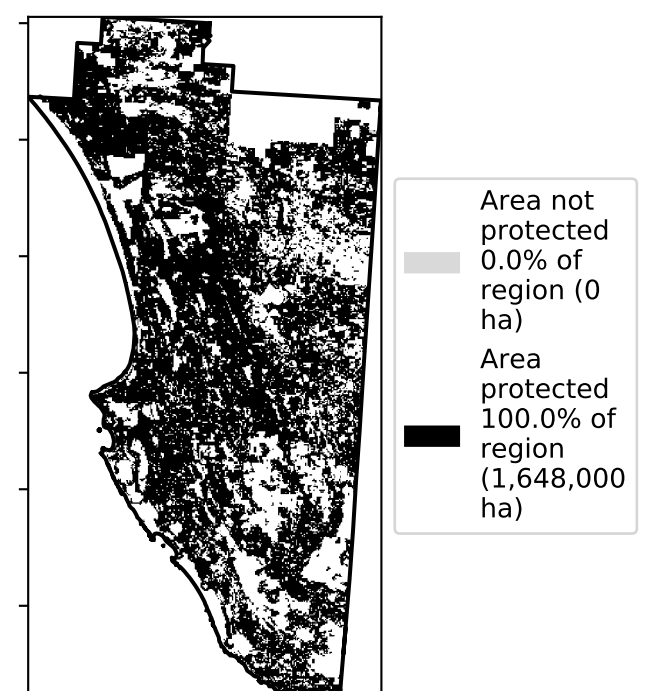 Area not
protected
0.0% of
region (0
ha)
Area
protected
100.0% of
region
(1,648,000
ha)